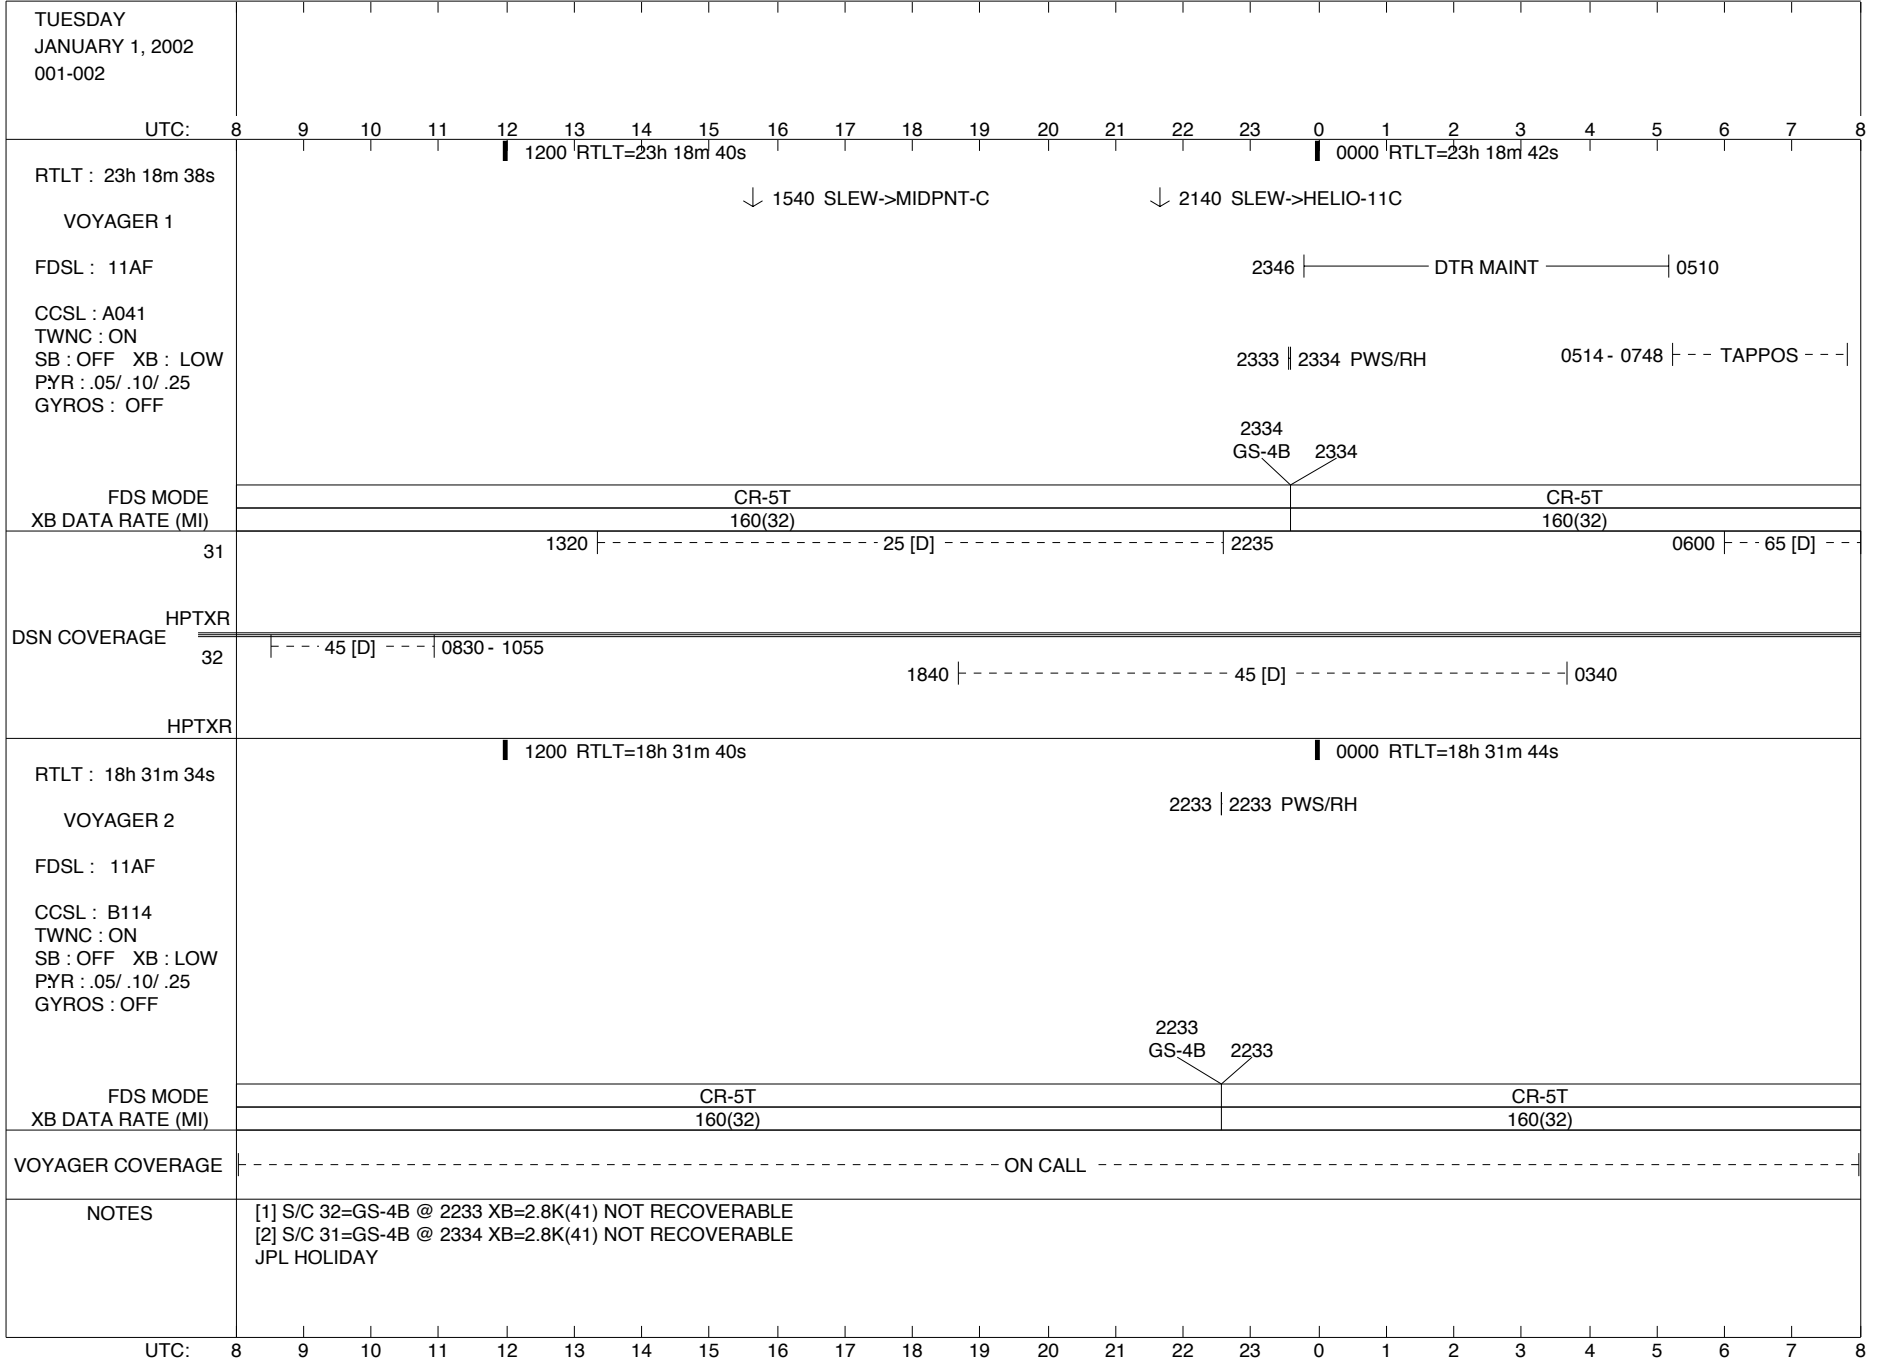 TUESDAY
JANUARY 1, 2002
001-002
UTC: 8 9 10 11 12 13 14 15 16 17 18 19 20 21 22 23 0 1 2 3 4 5 6 7 8
1200 RTLT=23h 18m 40s 0000 RTLT=23h 18m 42s
RTLT : 23h 18m 38s
1540 SLEW->MIDPNT-C 2140 SLEW->HELIO-11C
VOYAGER 1
FDSL : 11AF
2346 DTR MAINT 0510
CCSL : A041
TWNC : ON
SB : OFF XB : LOW
2333 2334 PWS/RH 0514 - 0748 TAPPOS
P:YR : .05/ .10/ .25
GYROS : OFF
2334
GS-4B 2334
FDS MODE CR-5T CR-5T
XB DATA RATE (MI) 160(32) 160(32)
31 1320 25 [D] 2235 0600 65 [D]
HPTXR
DSN COVERAGE
32 45 [D] 0830 - 1055
1840 45 [D] 0340
HPTXR
1200 RTLT=18h 31m 40s 0000 RTLT=18h 31m 44s
RTLT : 18h 31m 34s
2233 2233 PWS/RH
VOYAGER 2
FDSL : 11AF
CCSL : B114
TWNC : ON
SB : OFF XB : LOW
P:YR : .05/ .10/ .25
GYROS : OFF
2233
GS-4B 2233
FDS MODE CR-5T CR-5T
XB DATA RATE (MI) 160(32) 160(32)
VOYAGER COVERAGE ON CALL
NOTES [1] S/C 32=GS-4B @ 2233 XB=2.8K(41) NOT RECOVERABLE
[2] S/C 31=GS-4B @ 2334 XB=2.8K(41) NOT RECOVERABLE
JPL HOLIDAY
UTC: 8 9 10 11 12 13 14 15 16 17 18 19 20 21 22 23 0 1 2 3 4 5 6 7 8